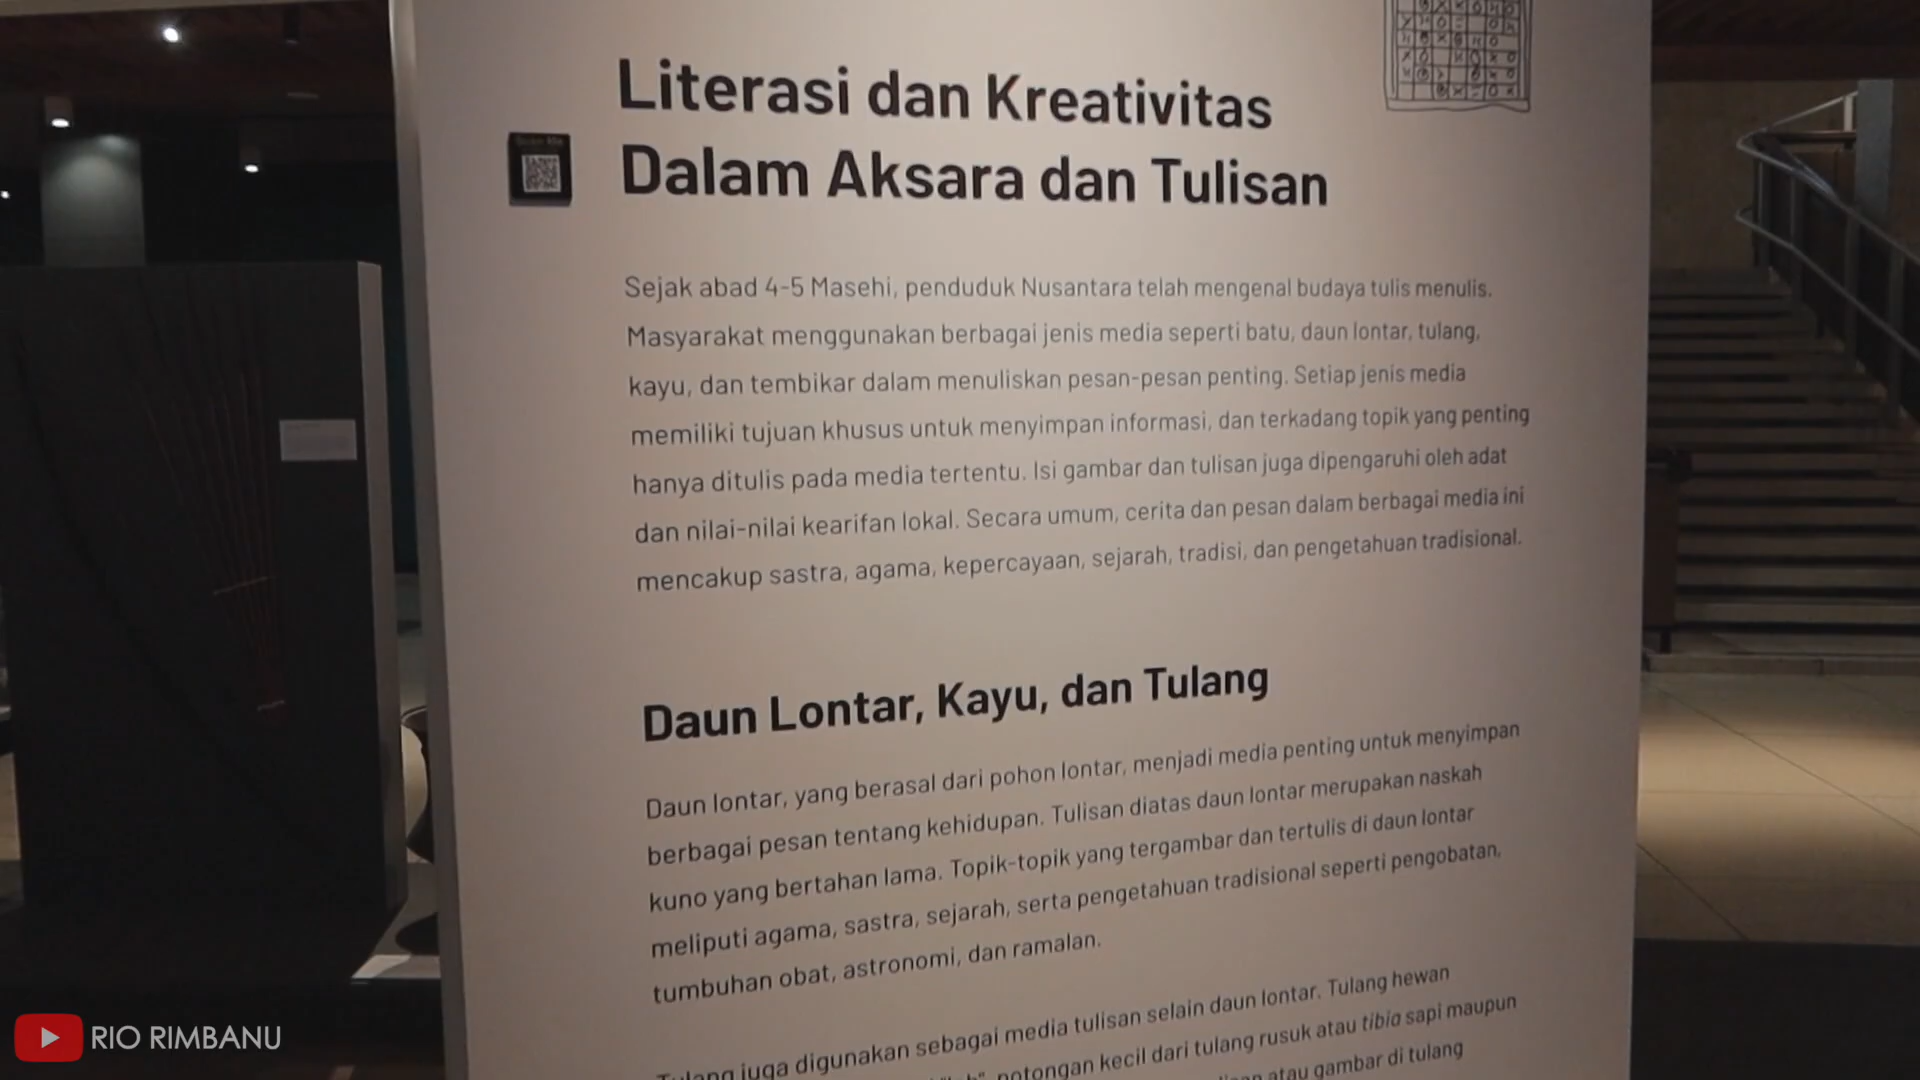 Literasi dan Kreativitas
Dalam Aksara dan Tulisan
Sejak abad 4-5 Masehi, penduduk Nusantara telah mengenal budaya tulis menulis.
Masyarakat menggunakan berbagai jenis media seperti batu, daun lontar, tulang,
kayu, dan tembikar dalam menuliskan pesan-pesan penting. Setiap jenis media
memiliki tujuan khusus untuk menyimpan informasi, dan terkadang topik yang penting
hanya ditulis pada media tertentu. Isi gambar dan tulisan juga dipengaruhi oleh adat
dan nilai-nilai kearifan lokal. Secara umum, cerita dan pesan dalam berbagai media ini
mencakup sastra, agama, kepercayaan, sejarah, tradisi, dan pengetahuan tradisional.
Daun Lontar, Kayu, dan Tulang
Daun lontar, yang berasal dari pohon lontar, menjadi media penting untuk menyimpan
berbagai pesan tentang kehidupan. Tulisan diatas daun lontar merupakan naskah
kuno yang bertahan lama. Topik-topik yang tergambar dan tertulis di daun lontar
meliputi agama, sastra, sejarah, serta pengetahuan tradisional seperti pengobatan,
tumbuhan obat, astronomi, dan ramalan.
Tulang juga digunakan sebagai media tulisan selain daun lontar. Tulang hewan
potongan kecil dari tulang rusuk atau tibia sapi maupun
atau gambar di tulang
RIO RIMBANU